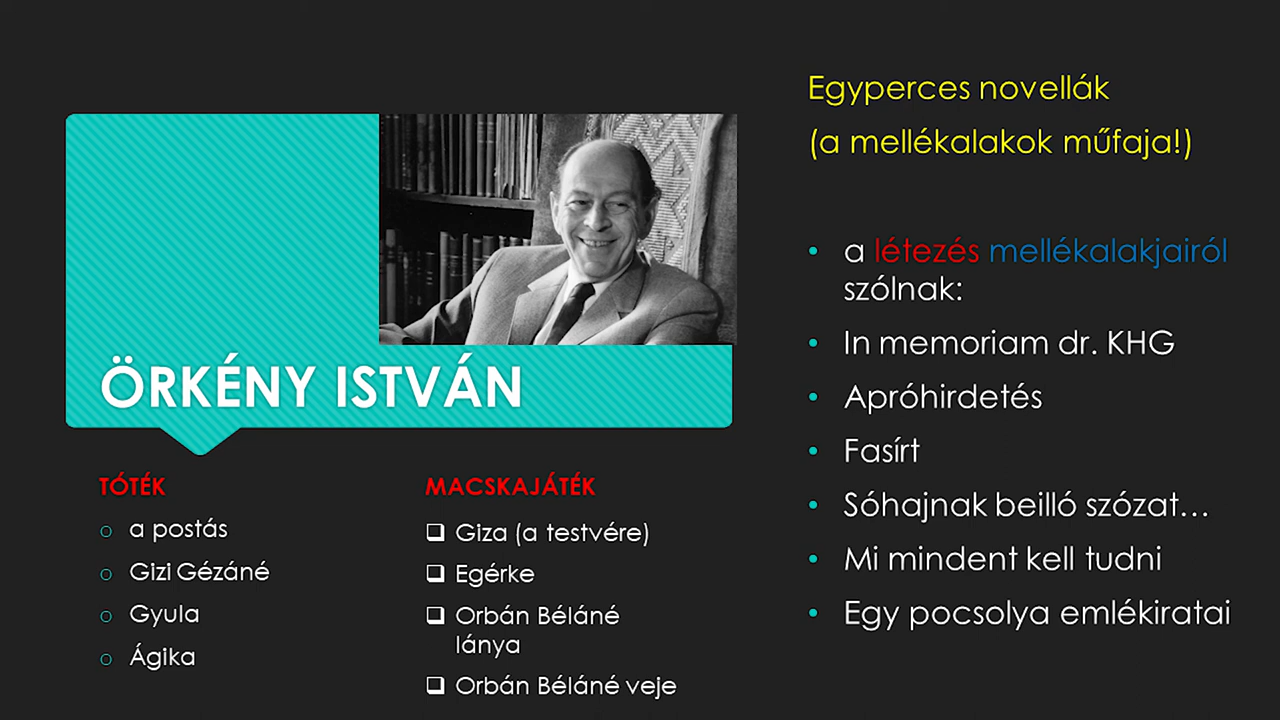 ÖRKÉNY ISTVÁN
TÓTÉK
o a postás
o Gizi Gézáné
o Gyula
o Ágika
MACSKAJÁTÉK
❑ Giza (a testvére)
❑ Egérke
❑ Orbán Béláné
lánya
❑ Orbán Béláné veje
Egyperces novellák
(a mellékalakok műfaja!)
• a létezés mellékalakjairól
szólnak:
• In memoriam dr. KHG
• Apróhirdetés
• Fasírt
• Sóhajnak beillő szózat...
• Mi mindent kell tudni
• Egy pocsolya emlékiratai